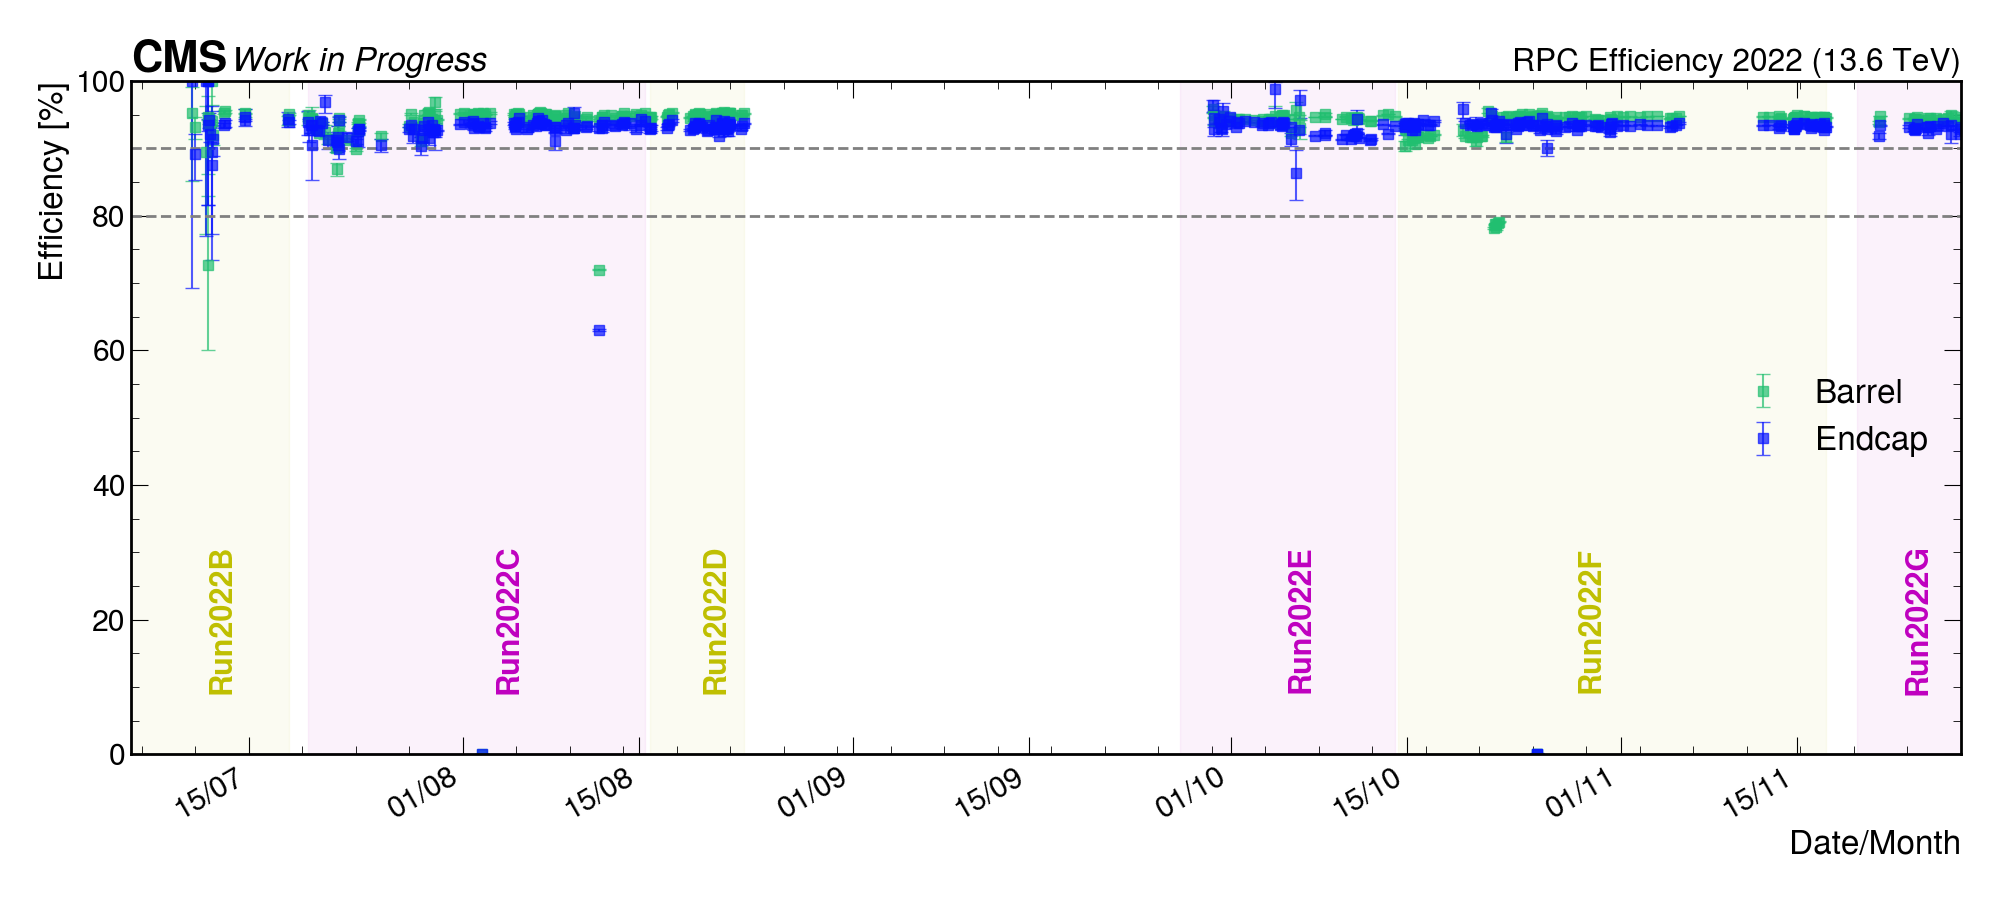 CMS Work in Progress
RPC Efficiency 2022 (13.6 TeV)
Efficiency [%]
100
80
60
40
20
0
Barrel
Endcap
Run2022B
Run2022C
Run2022D
Run2022E
Run2022F
Run2022G
15/07
01/08
15/08
01/09
15/09
01/10
15/10
01/11
15/11
Date/Month